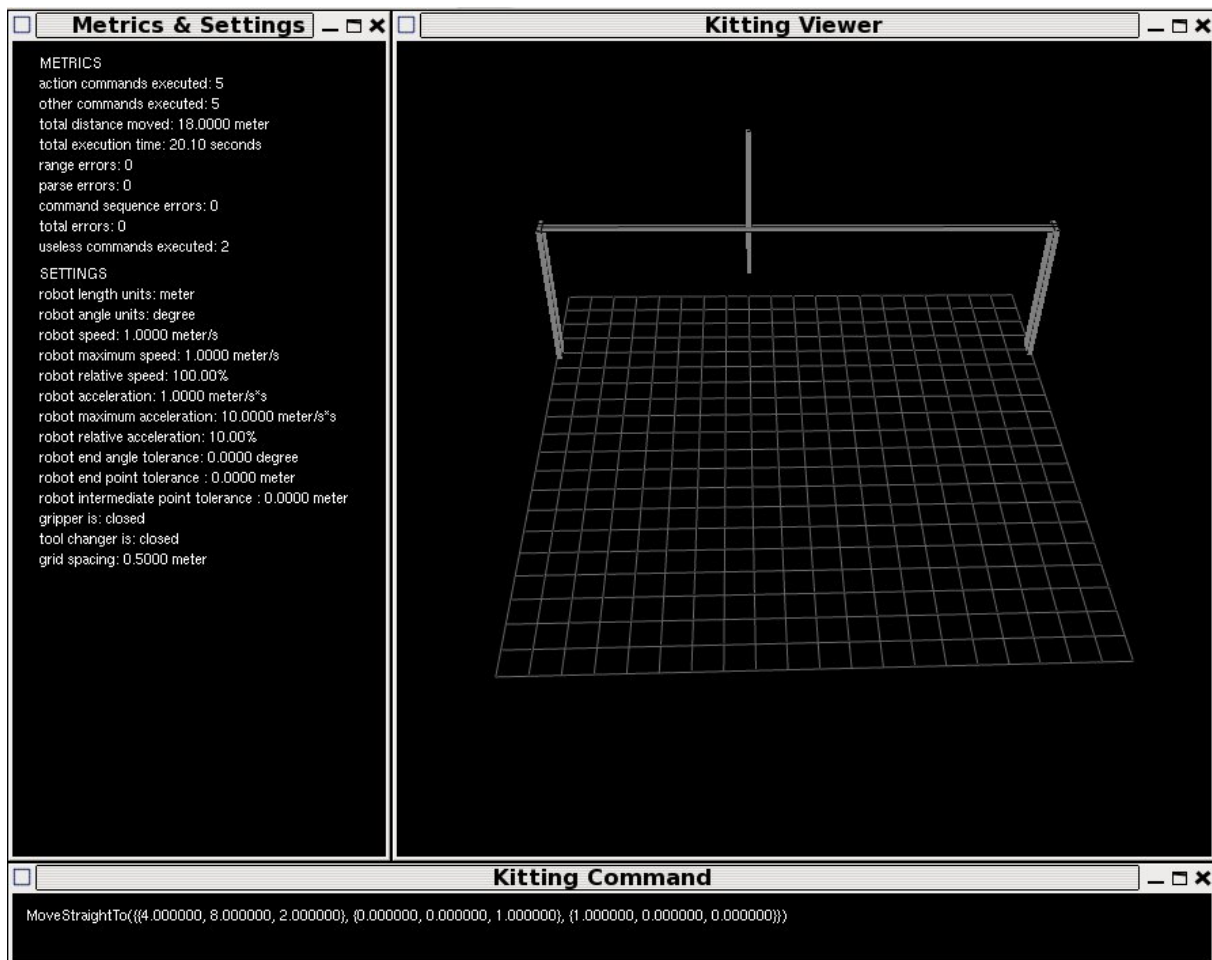 Metrics & Settings
Kitting Viewer
METRICS
action commands executed: 5
other commands executed: 5
total distance moved: 18.0000 meter
total execution time: 20.10 seconds
range errors: 0
parse errors: 0
command sequence errors: 0
total errors: 0
useless commands executed: 2
SETTINGS
robot length units: meter
robot angle units: degree
robot speed: 1.0000 meter/s
robot maximum speed: 1.0000 meter/s
robot relative speed: 100.00%
robot acceleration: 1.0000 meter/s*s
robot maximum acceleration: 10.0000 meter/s*s
robot relative acceleration: 10.00%
robot end angle tolerance: 0.0000 degree
robot end point tolerance : 0.0000 meter
robot intermediate point tolerance : 0.0000 meter
gripper is: closed
tool changer is: closed
grid spacing: 0.5000 meter
Kitting Command
MoveStraightTo({{4.000000, 8.000000, 2.000000}, {0.000000, 0.000000, 1.000000}, {1.000000, 0.000000, 0.000000}})